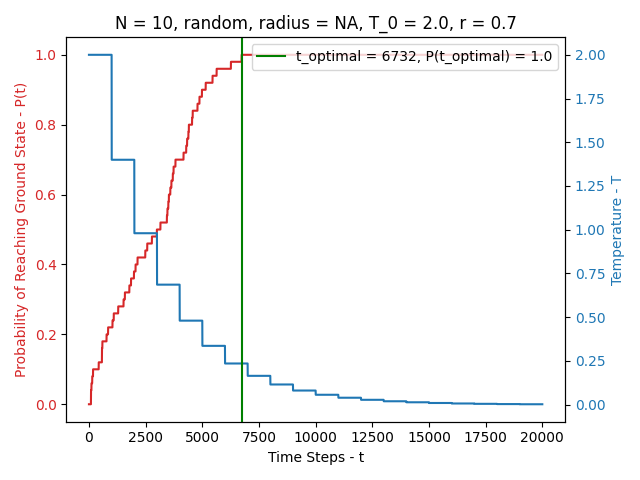 N = 10, random, radius = NA, T_0 = 2.0, r = 0.7
t_optimal = 6732, P(t_optimal) = 1.0
Probability of Reaching Ground State - P(t)
1.0
0.8
0.6
0.4
0.2
0.0
2.00
1.75
1.50
1.25
1.00
0.75
0.50
0.25
0.00
Temperature - T
0 2500 5000 7500 10000 12500 15000 17500 20000
Time Steps - t